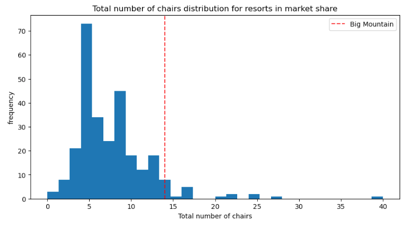 Total number of chairs distribution for resorts in market share
Big Mountain
70
60
50
40
30
20
10
0
frequency
0 5 10 15 20 25 30 35 40
Total number of chairs